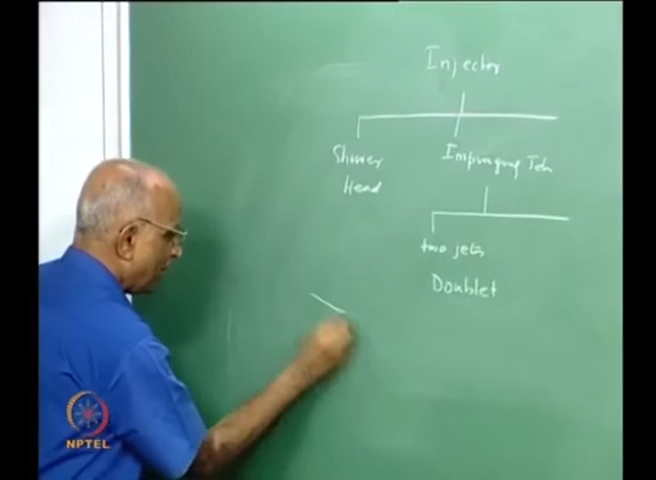 Injector
Shower
Head
Impinging Jets
two jets
Doublet
NPTEL